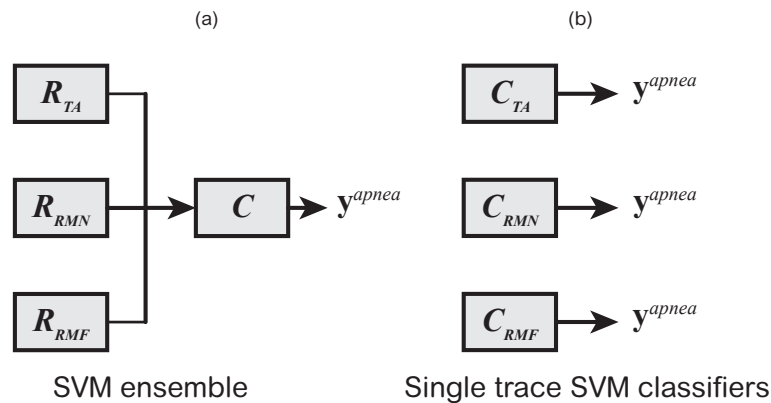 (a)
(b)
R_TA
C_TA
y^apnea
R_RMN
C
y^apnea
C_RMN
y^apnea
R_RMF
C_RMF
y^apnea
SVM ensemble
Single trace SVM classifiers